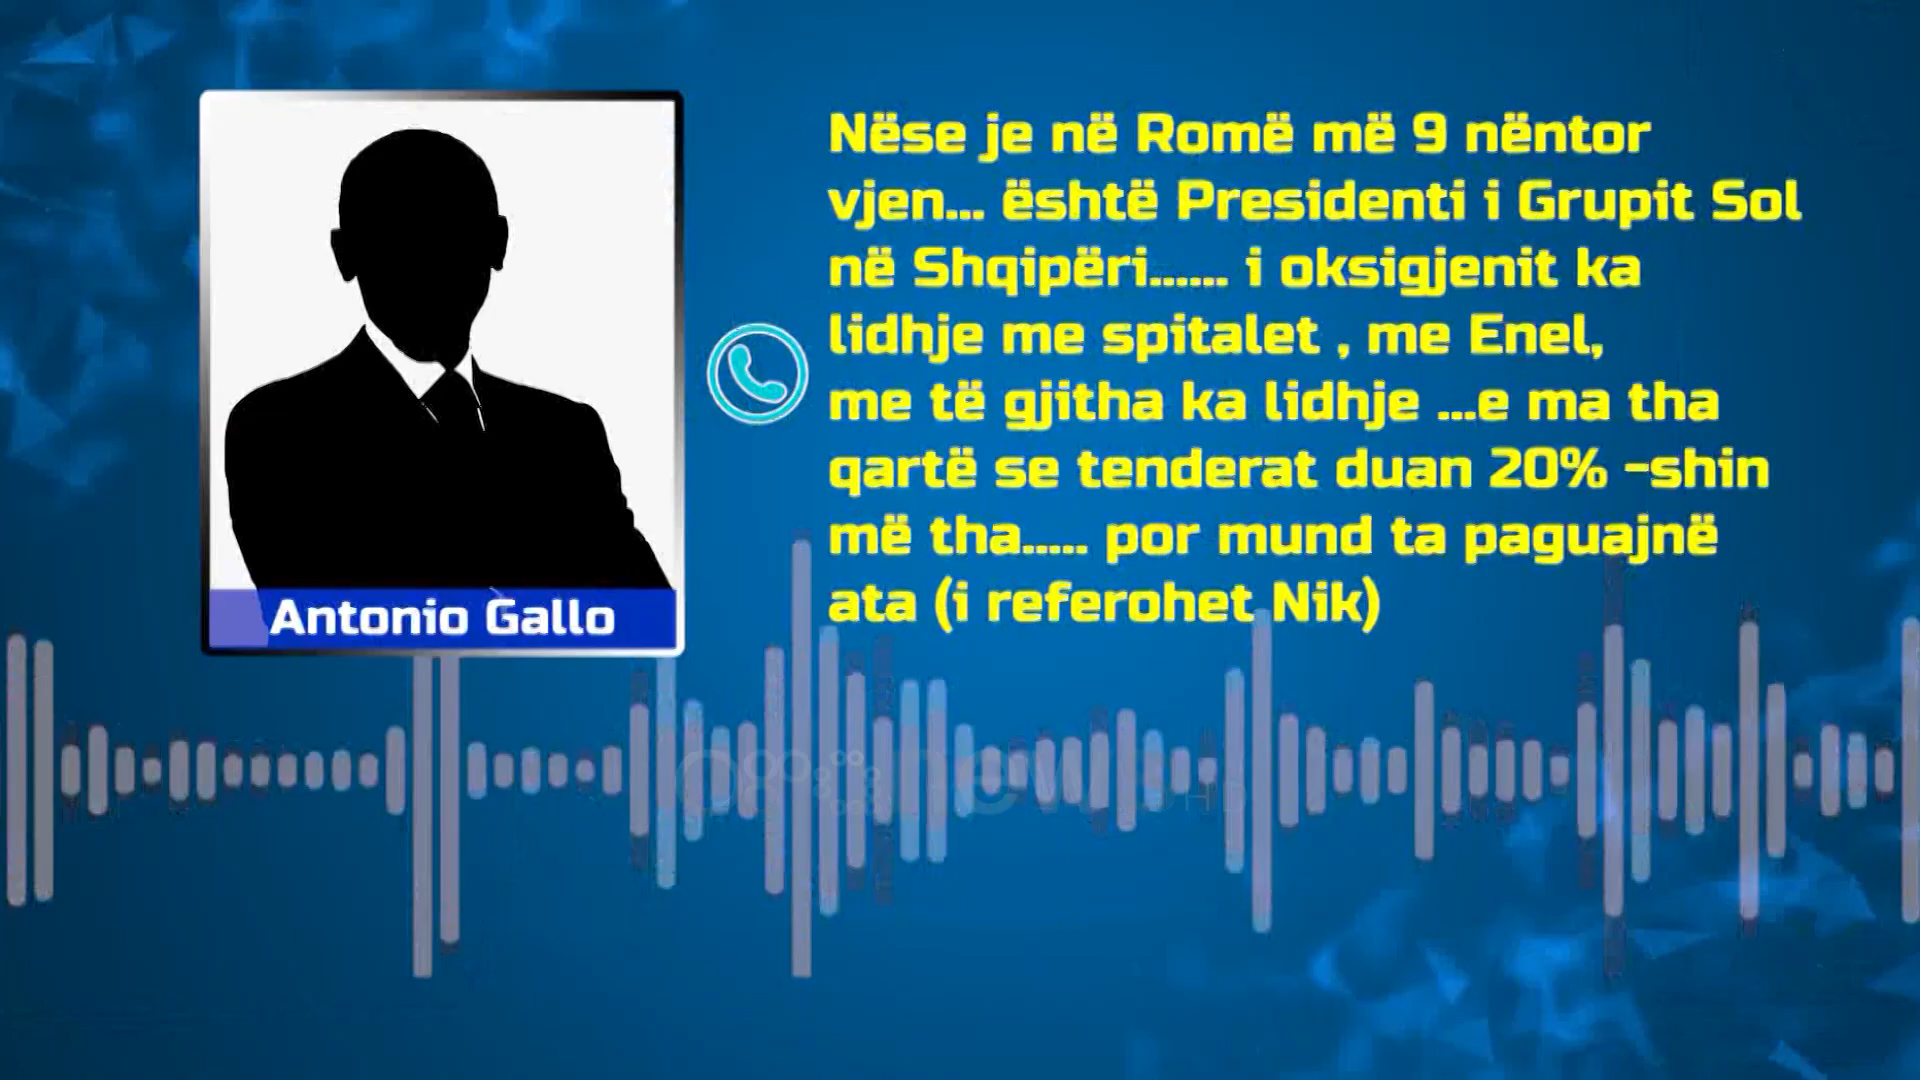 Nëse je në Romë më 9 nëntor
vjen... është Presidenti i Grupit Sol
në Shqipëri...... i oksigjenit ka
lidhje me spitalet , me Enel,
me të gjitha ka lidhje ...e ma tha
qartë se tenderat duan 20% -shin
më tha..... por mund ta paguajnë
ata (i referohet Nik)
Antonio Gallo
news HD